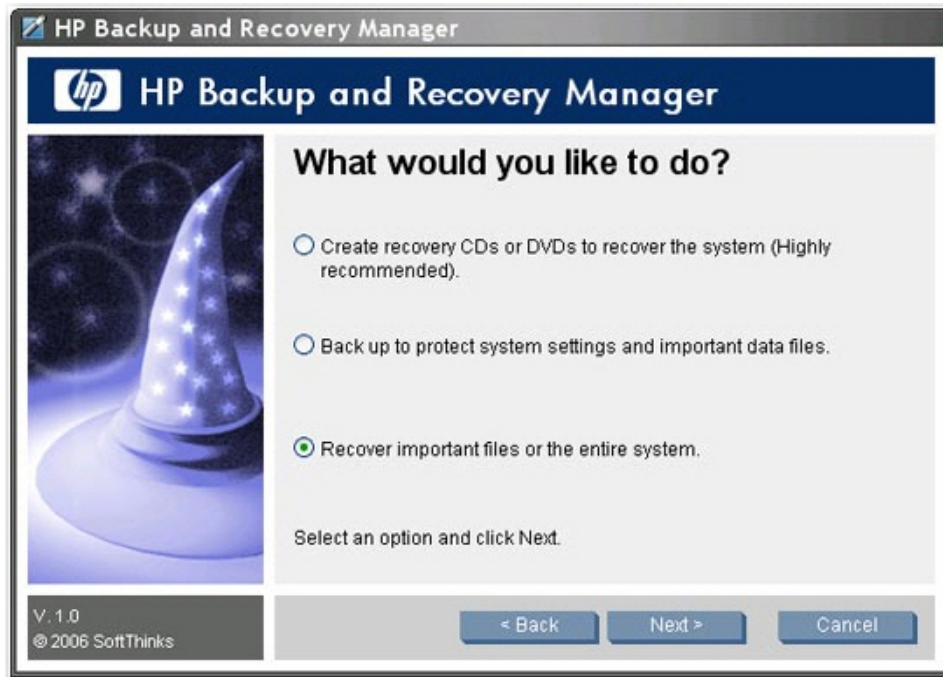 HP Backup and Recovery Manager
hp HP Backup and Recovery Manager
What would you like to do?
Create recovery CDs or DVDs to recover the system (Highly
recommended).
Back up to protect system settings and important data files.
Recover important files or the entire system.
Select an option and click Next.
V. 1.0
© 2006 SoftThinks
< Back
Next >
Cancel